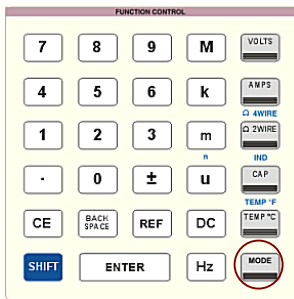 FUNCTION CONTROL
7 8 9 M VOLTS
4 5 6 k AMPS
Ω 4WIRE
1 2 3 m Ω 2WIRE
n IND
. 0 ± u CAP
TEMP °F
CE BACK SPACE REF DC TEMP °C
SHIFT ENTER Hz MODE